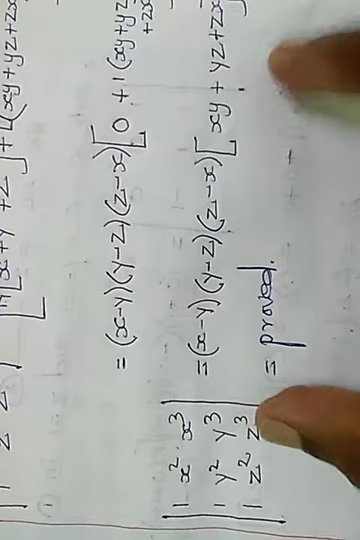 = (x-y)(y-z)(z-x)[0 + 1(xy+yz+zx
| 1 x² x³ | = (x-y)(y-z)(z-x)[xy + yz + zx]
| 1 y² y³ |
| 1 z² z³ | = proved.